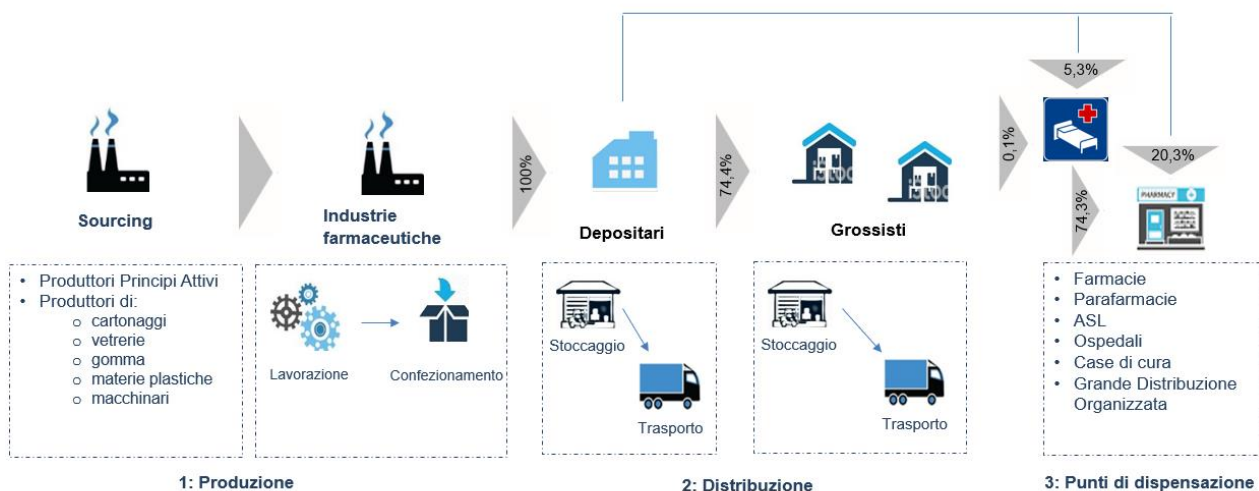 5,3%
0,1%
20,3%
100%
74,4%
74,3%
PHARMACY
Sourcing
Industrie
farmaceutiche
Depositari
Grossisti
• Produttori Principi Attivi
• Produttori di:
o cartonaggi
o vetrerie
o gomma
o materie plastiche
o macchinari
Lavorazione
Confezionamento
Stoccaggio
Trasporto
Stoccaggio
Trasporto
• Farmacie
• Parafarmacie
• ASL
• Ospedali
• Case di cura
• Grande Distribuzione
Organizzata
1: Produzione
2: Distribuzione
3: Punti di dispensazione